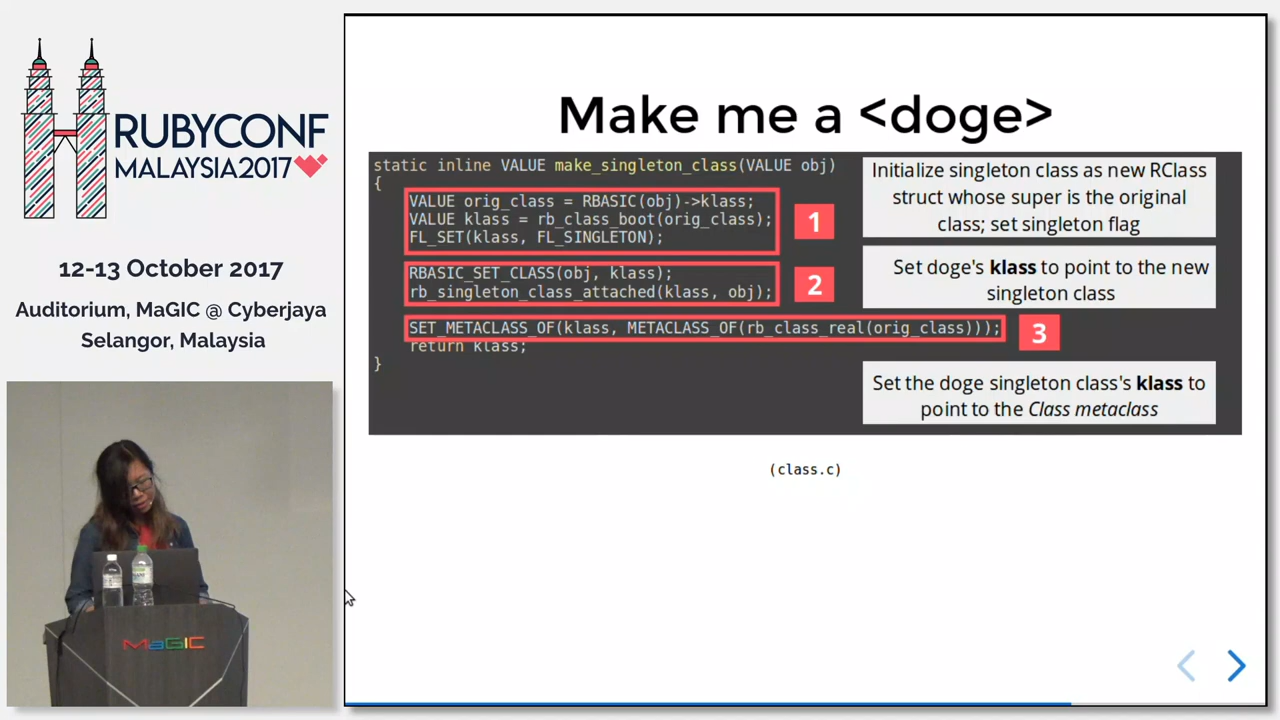 RUBYCONF
MALAYSIA2017
12-13 October 2017
Auditorium, MaGIC @ Cyberjaya
Selangor, Malaysia
MaGIC
Make me a <doge>
static inline VALUE make_singleton_class(VALUE obj)
{
VALUE orig_class = RBASIC(obj)->klass;
VALUE klass = rb_class_boot(orig_class);
FL_SET(klass, FL_SINGLETON);
1
RBASIC_SET_CLASS(obj, klass);
rb_singleton_class_attached(klass, obj);
2
SET_METACLASS_OF(klass, METACLASS_OF(rb_class_real(orig_class)));
3
return klass;
}
Initialize singleton class as new RClass
struct whose super is the original
class; set singleton flag
Set doge's klass to point to the new
singleton class
Set the doge singleton class's klass to
point to the Class metaclass
(class.c)